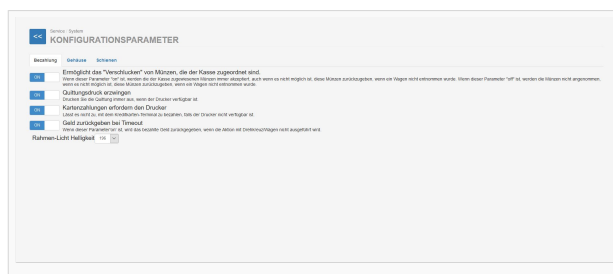 Service / System
<< KONFIGURATIONSPARAMETER
Bezahlung Gehäuse Schienen
ON Ermöglicht das "Verschlucken" von Münzen, die der Kasse zugeordnet sind.
Wenn dieser Parameter "on" ist, werden die der Kasse zugewiesenen Münzen immer akzeptiert, auch wenn es nicht möglich ist, diese Münzen zurückzugeben, wenn ein Wagen nicht entnommen wurde. Wenn dieser Parameter "off" ist, werden die Münzen nicht angenommen,
wenn es nicht möglich ist, diese Münzen zurückzugeben, wenn ein Wagen nicht entnommen wurde.
ON Quittungsdruck erzwingen
Drucken Sie die Quittung immer aus, wenn der Drucker verfügbar ist
ON Kartenzahlungen erfordern den Drucker
Lässt es nicht zu, mit dem Kreditkarten-Terminal zu bezahlen, falls der Drucker nicht verfügbar ist.
ON Geld zurückgeben bei Timeout
Wenn dieser Parameter "on" ist, wird das bezahlte Geld zurückgegeben, wenn die Aktion mit Drehkreuz/Wagen nicht ausgeführt wird.
Rahmen-Licht Helligkeit